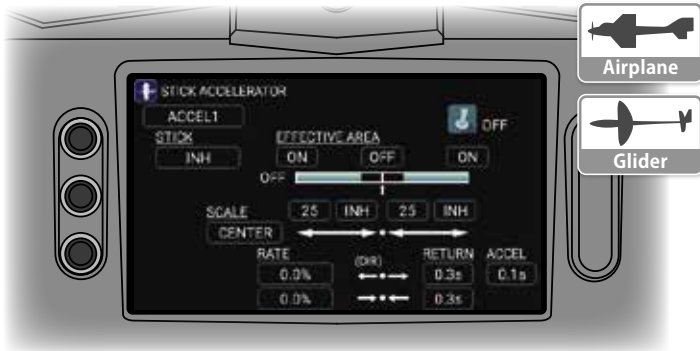 STICK ACCELERATOR
ACCEL1
OFF
STICK
EFFECTIVE AREA
INH
ON
OFF
ON
OFF
SCALE
25
INH
25
INH
CENTER
RATE
(DIR)
RETURN
ACCEL
0.0%
0.3s
0.1s
0.0%
0.3s
Airplane
Glider